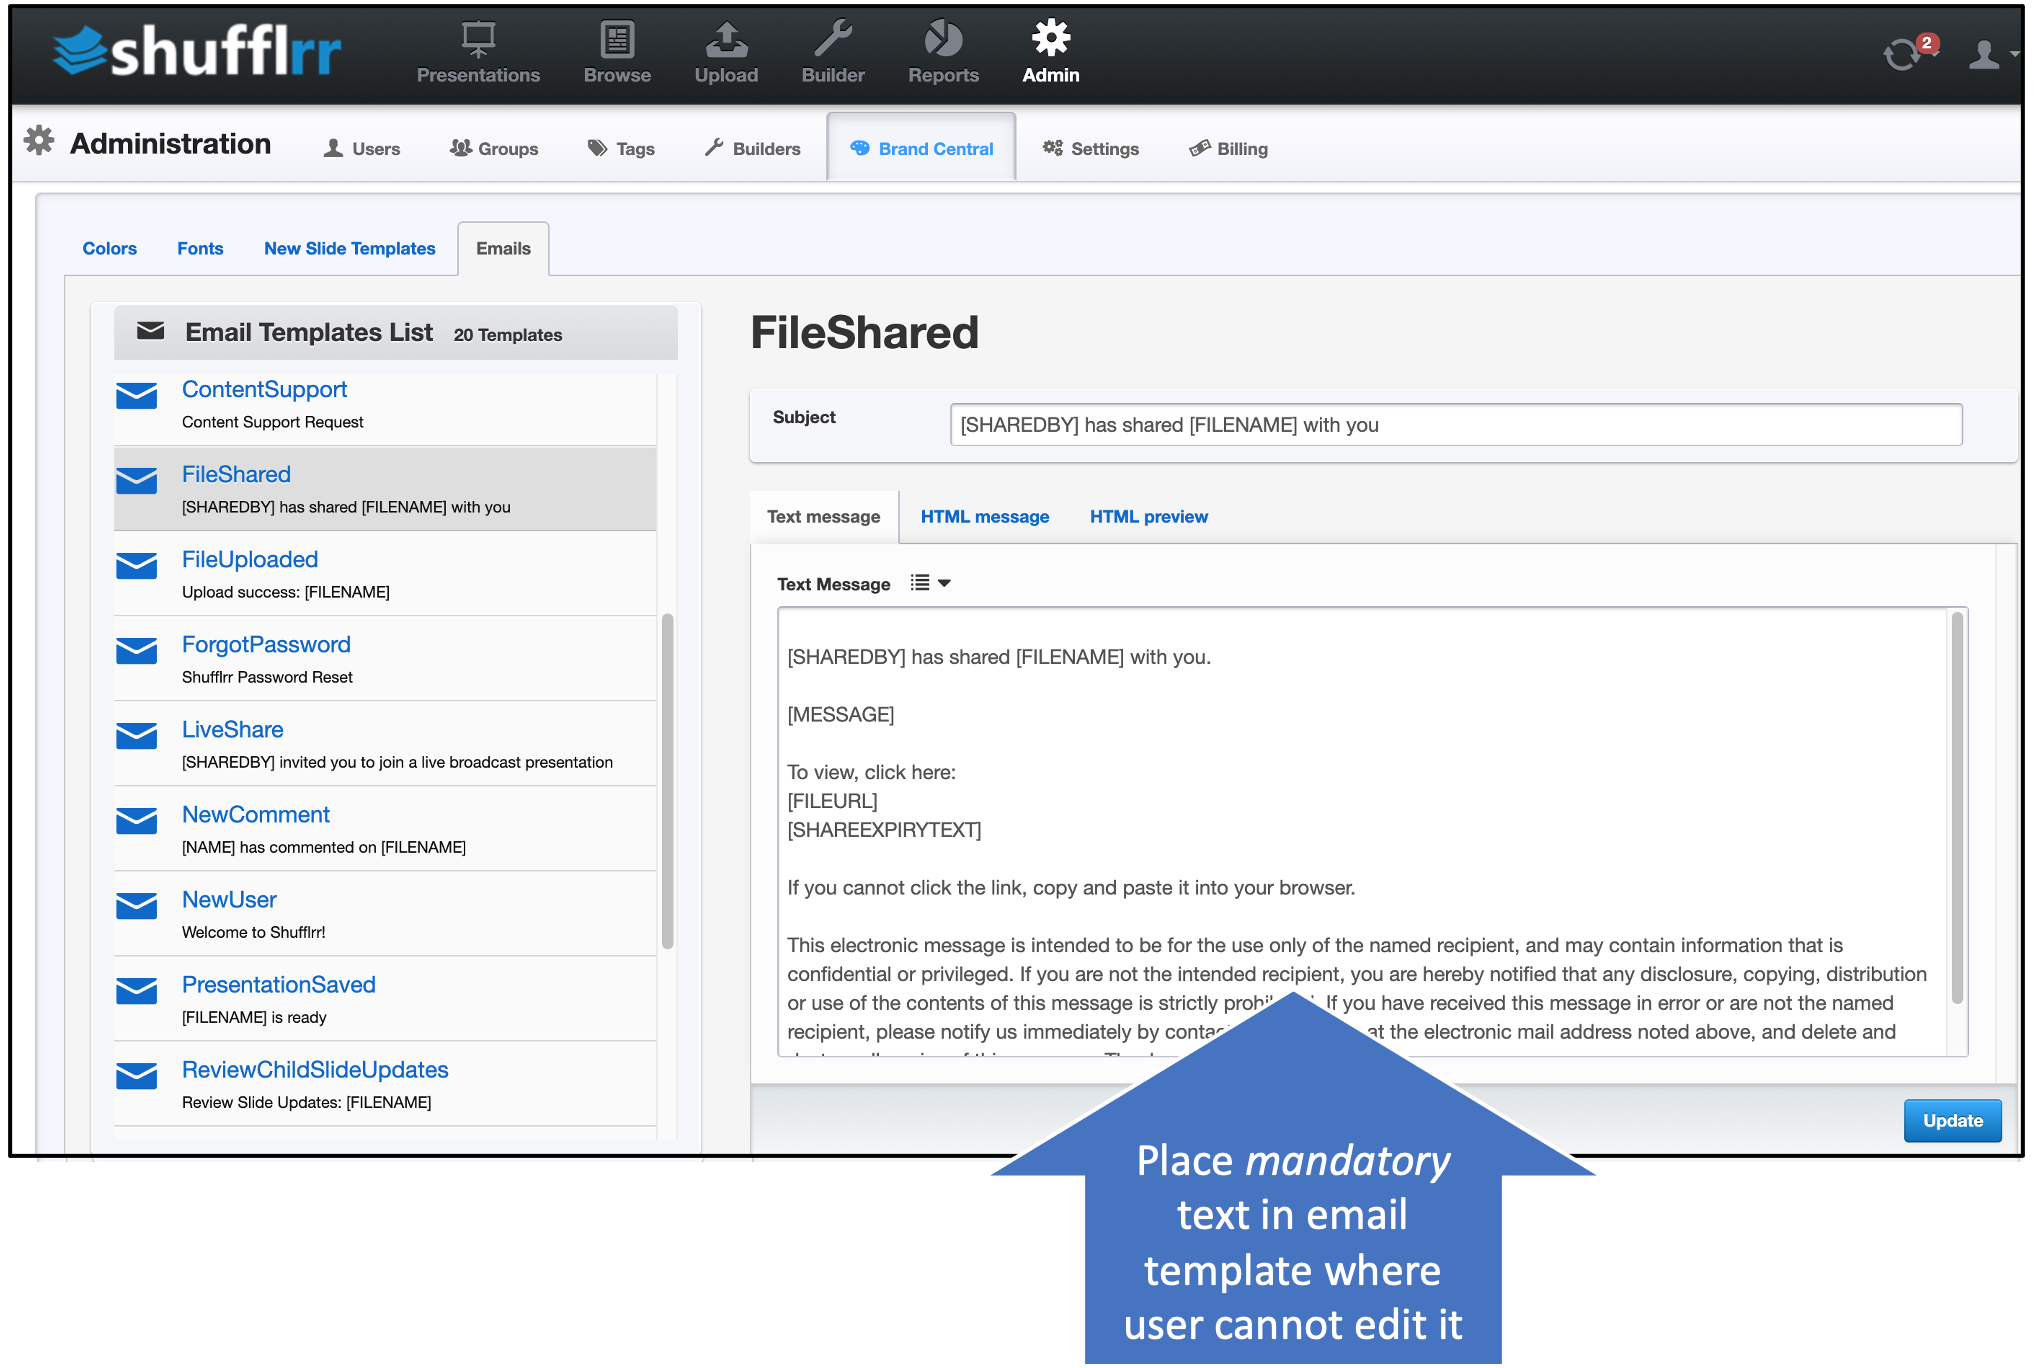 shufflrr
Presentations
Browse
Upload
Builder
Reports
Admin
2
Administration
Users
Groups
Tags
Builders
Brand Central
Settings
Billing
Colors
Fonts
New Slide Templates
Emails
Email Templates List 20 Templates
ContentSupport
Content Support Request
FileShared
[SHAREDBY] has shared [FILENAME] with you
FileUploaded
Upload success: [FILENAME]
ForgotPassword
Shufflrr Password Reset
LiveShare
[SHAREDBY] invited you to join a live broadcast presentation
NewComment
[NAME] has commented on [FILENAME]
NewUser
Welcome to Shufflrr!
PresentationSaved
[FILENAME] is ready
ReviewChildSlideUpdates
Review Slide Updates: [FILENAME]
FileShared
Subject
[SHAREDBY] has shared [FILENAME] with you
Text message
HTML message
HTML preview
Text Message
[SHAREDBY] has shared [FILENAME] with you.
[MESSAGE]
To view, click here:
[FILEURL]
[SHAREEXPIRYTEXT]
If you cannot click the link, copy and paste it into your browser.
This electronic message is intended to be for the use only of the named recipient, and may contain information that is
confidential or privileged. If you are not the intended recipient, you are hereby notified that any disclosure, copying, distribution
or use of the contents of this message is strictly If you have received this message in error or are not the named
recipient, please notify us immediately by at the electronic mail address noted above, and delete and
Update
Place mandatory
text in email
template where
user cannot edit it